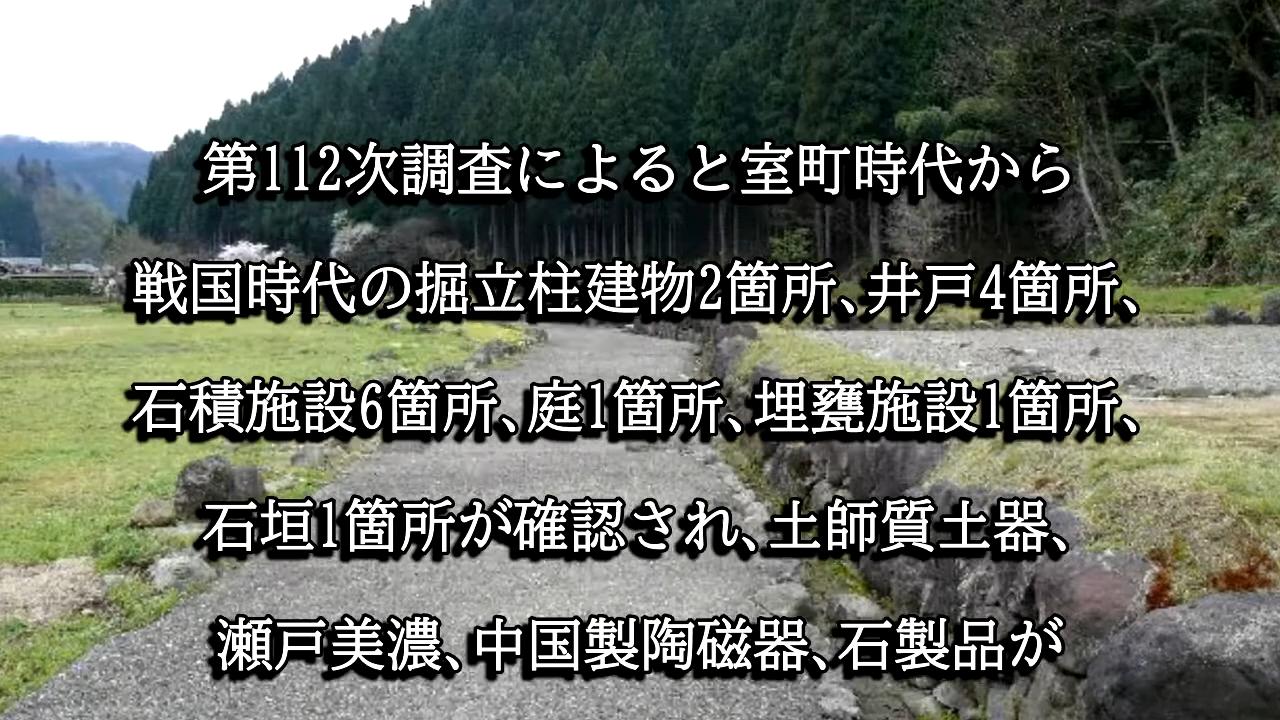 第112次調査によると室町時代から
戦国時代の掘立柱建物2箇所、井戸4箇所、
石積施設6箇所、庭1箇所、埋甕施設1箇所、
石垣1箇所が確認され、土師質土器、
瀬戸美濃、中国製陶磁器、石製品が